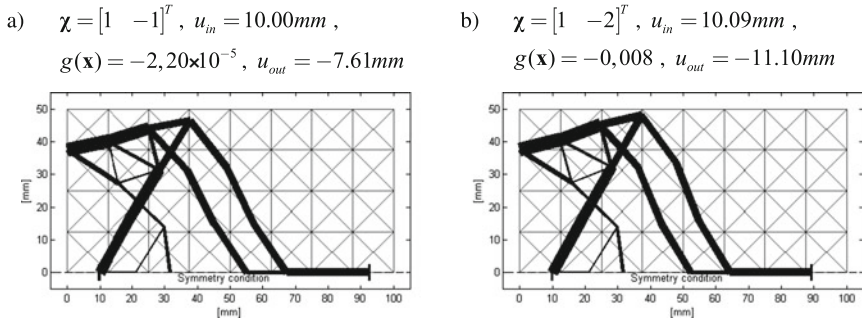 a) χ = [1 −1]^T , u_in = 10.00mm ,
g(x) = −2,20×10^−5 , u_out = −7.61mm
50
40
30
20
10
0
[mm]
Symmetry condition
0 10 20 30 40 50 60 70 80 90 100
[mm]
b) χ = [1 −2]^T , u_in = 10.09mm ,
g(x) = −0,008 , u_out = −11.10mm
50
40
30
20
10
0
[mm]
Symmetry condition
0 10 20 30 40 50 60 70 80 90 100
[mm]